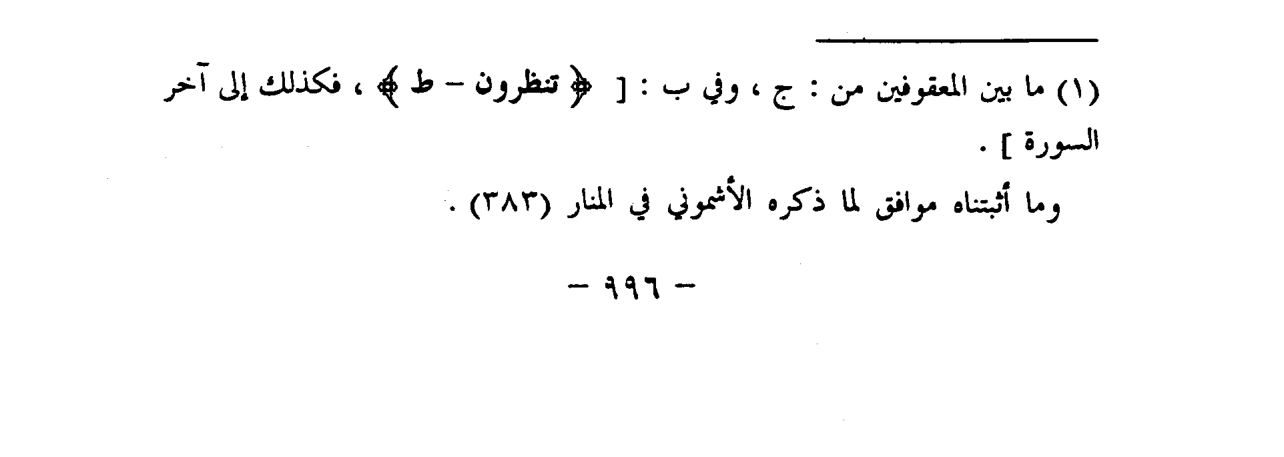 (١) ما بين المعقوفين من : ج ، وفي ب : [ ﴿ تنظرون – ط ﴾ ، فكذلك إلى آخر
السورة ] .
وما أثبتناه موافق لما ذكره الأشموني في المنار (٣٨٣) .
– ٩٩٦ –